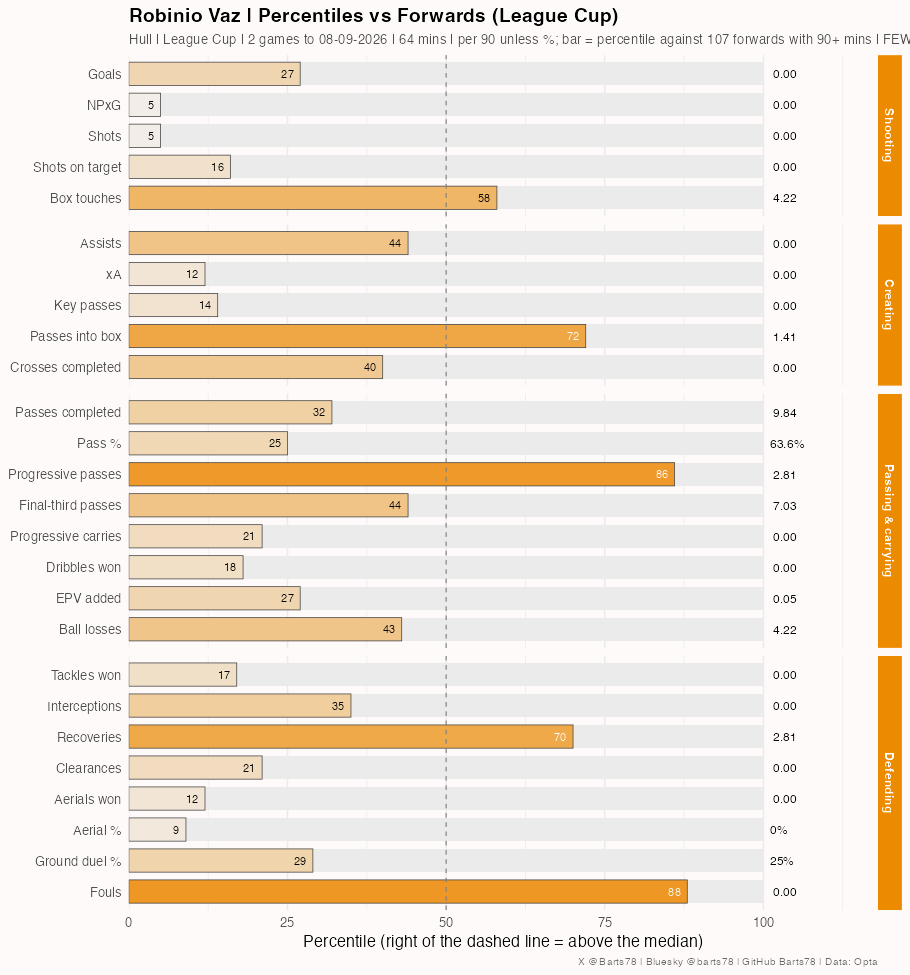 Robinio Vaz | Percentiles vs Forwards (League Cup)
Hull | League Cup | 2 games to 08-09-2026 | 64 mins | per 90 unless %; bar = percentile against 107 forwards with 90+ mins | FEW
Goals 27 0.00
NPxG 5 0.00
Shots 5 0.00
Shots on target 16 0.00
Box touches 58 4.22
Shooting
Assists 44 0.00
xA 12 0.00
Key passes 14 0.00
Passes into box 72 1.41
Crosses completed 40 0.00
Creating
Passes completed 32 9.84
Pass % 25 63.6%
Progressive passes 86 2.81
Final-third passes 44 7.03
Progressive carries 21 0.00
Dribbles won 18 0.00
EPV added 27 0.05
Ball losses 43 4.22
Passing & carrying
Tackles won 17 0.00
Interceptions 35 0.00
Recoveries 70 2.81
Clearances 21 0.00
Aerials won 12 0.00
Aerial % 9 0%
Ground duel % 29 25%
Fouls 88 0.00
Defending
0 25 50 75 100
Percentile (right of the dashed line = above the median)
X @Barts78 | Bluesky @barts78 | GitHub Barts78 | Data: Opta